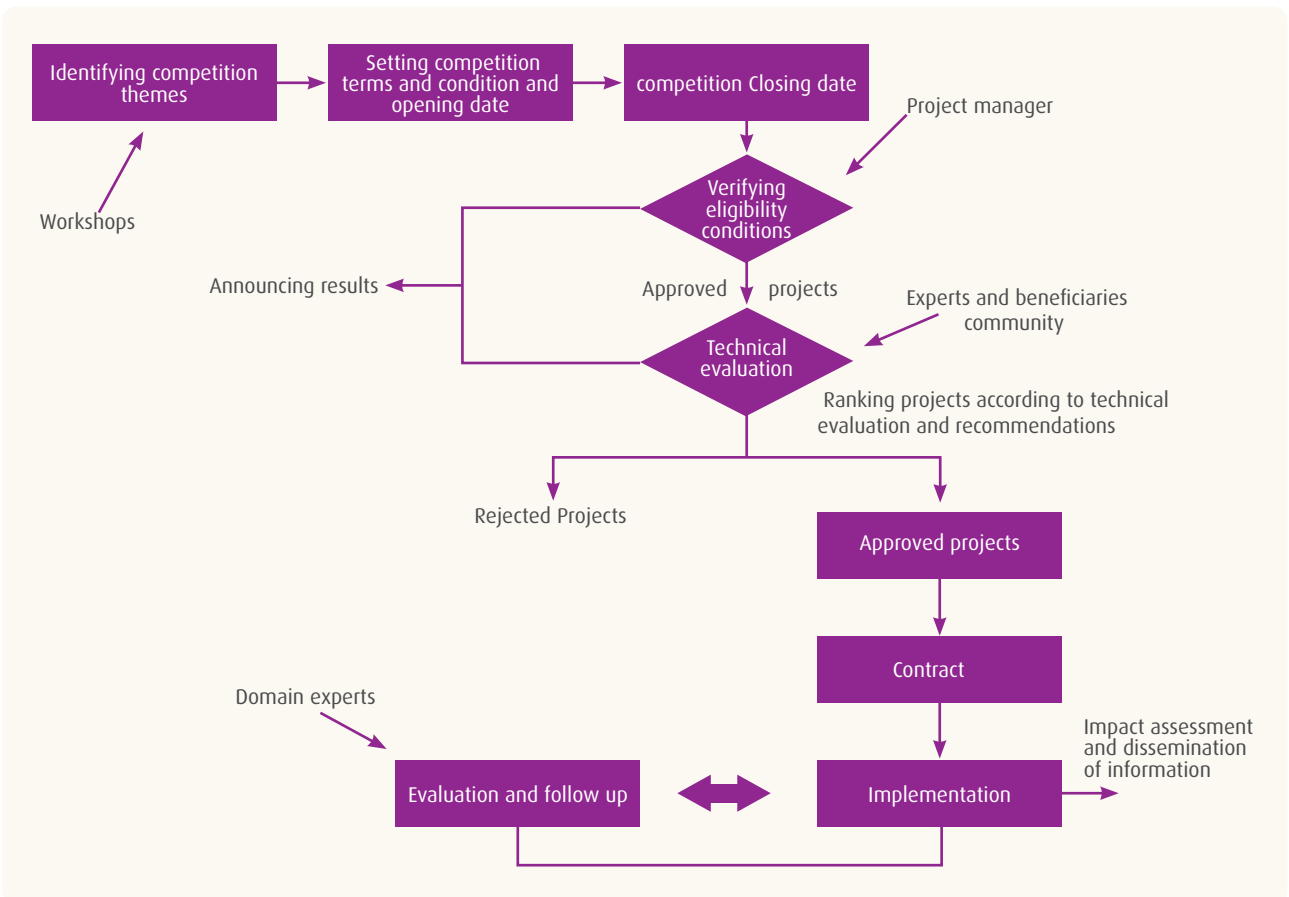 Identifying competition
themes
Setting competition
terms and condition and
opening date
competition Closing date
Project manager
Workshops
Verifying
eligibility
conditions
Announcing results
Approved projects
Experts and beneficiaries
community
Technical
evaluation
Ranking projects according to technical
evaluation and recommendations
Rejected Projects
Approved projects
Contract
Domain experts
Impact assessment
and dissemination
of information
Evaluation and follow up
Implementation